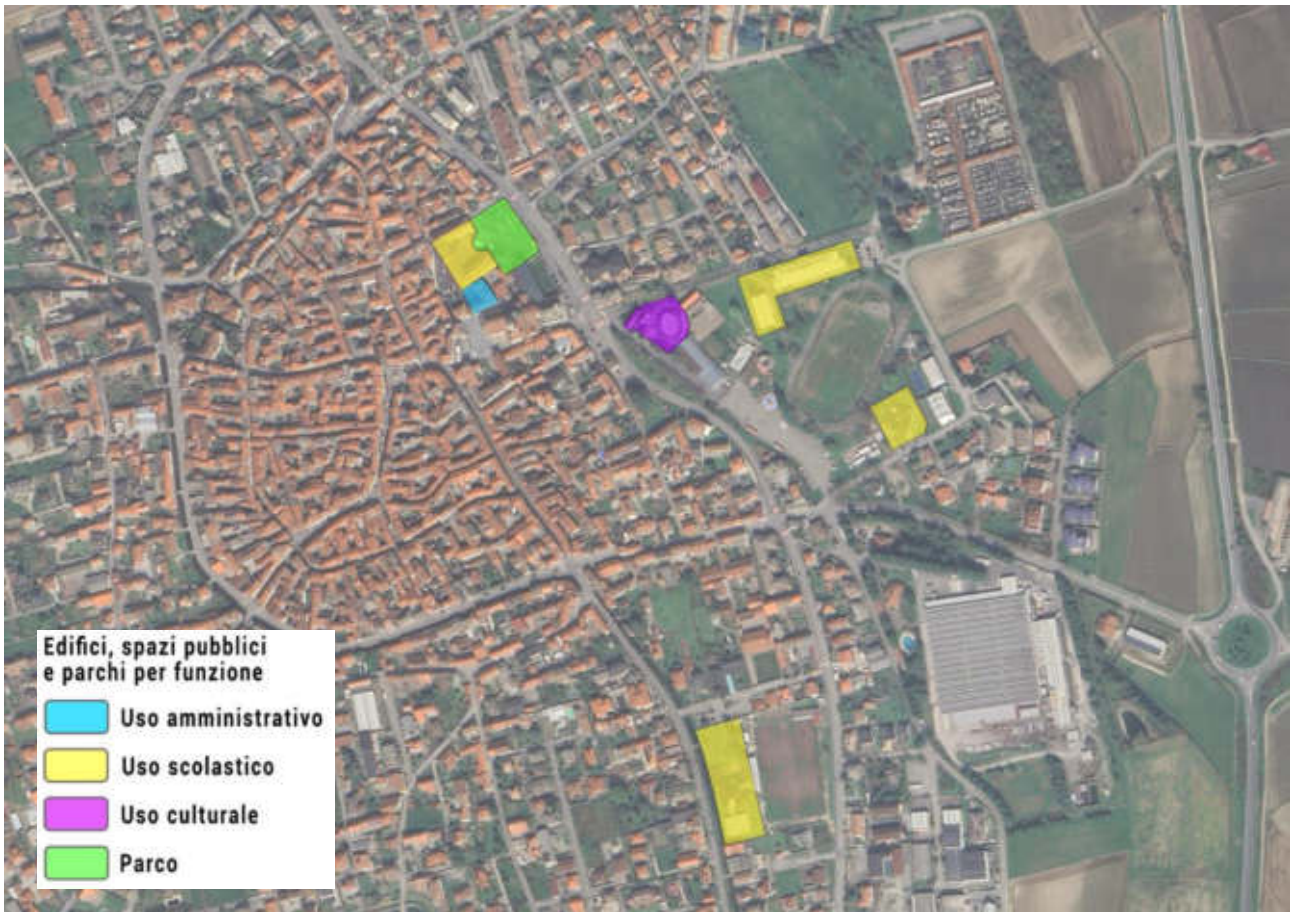 Edifici, spazi pubblici
e parchi per funzione
Uso amministrativo
Uso scolastico
Uso culturale
Parco